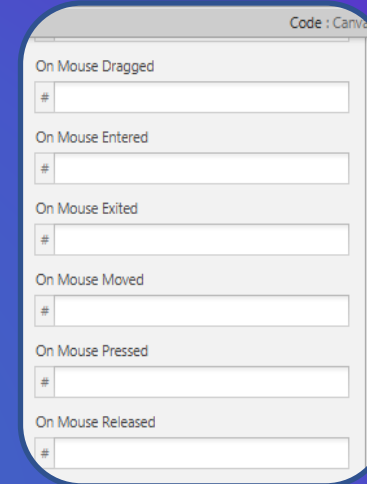 Code : Canva
On Mouse Dragged
#
On Mouse Entered
#
On Mouse Exited
#
On Mouse Moved
#
On Mouse Pressed
#
On Mouse Released
#